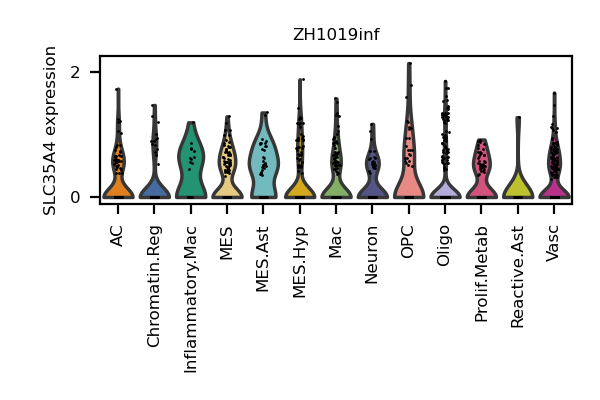 ZH1019inf
SLC35A4 expression
2
0
AC
Chromatin.Reg
Inflammatory.Mac
MES
MES.Ast
MES.Hyp
Mac
Neuron
OPC
Oligo
Prolif.Metab
Reactive.Ast
Vasc